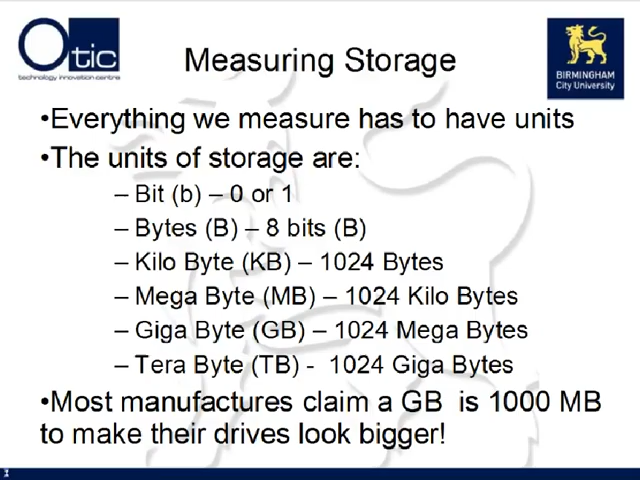 Otic
technology innovation centre
Measuring Storage
BIRMINGHAM
City University
•Everything we measure has to have units
•The units of storage are:
– Bit (b) – 0 or 1
– Bytes (B) – 8 bits (B)
– Kilo Byte (KB) – 1024 Bytes
– Mega Byte (MB) – 1024 Kilo Bytes
– Giga Byte (GB) – 1024 Mega Bytes
– Tera Byte (TB) - 1024 Giga Bytes
•Most manufactures claim a GB is 1000 MB
to make their drives look bigger!